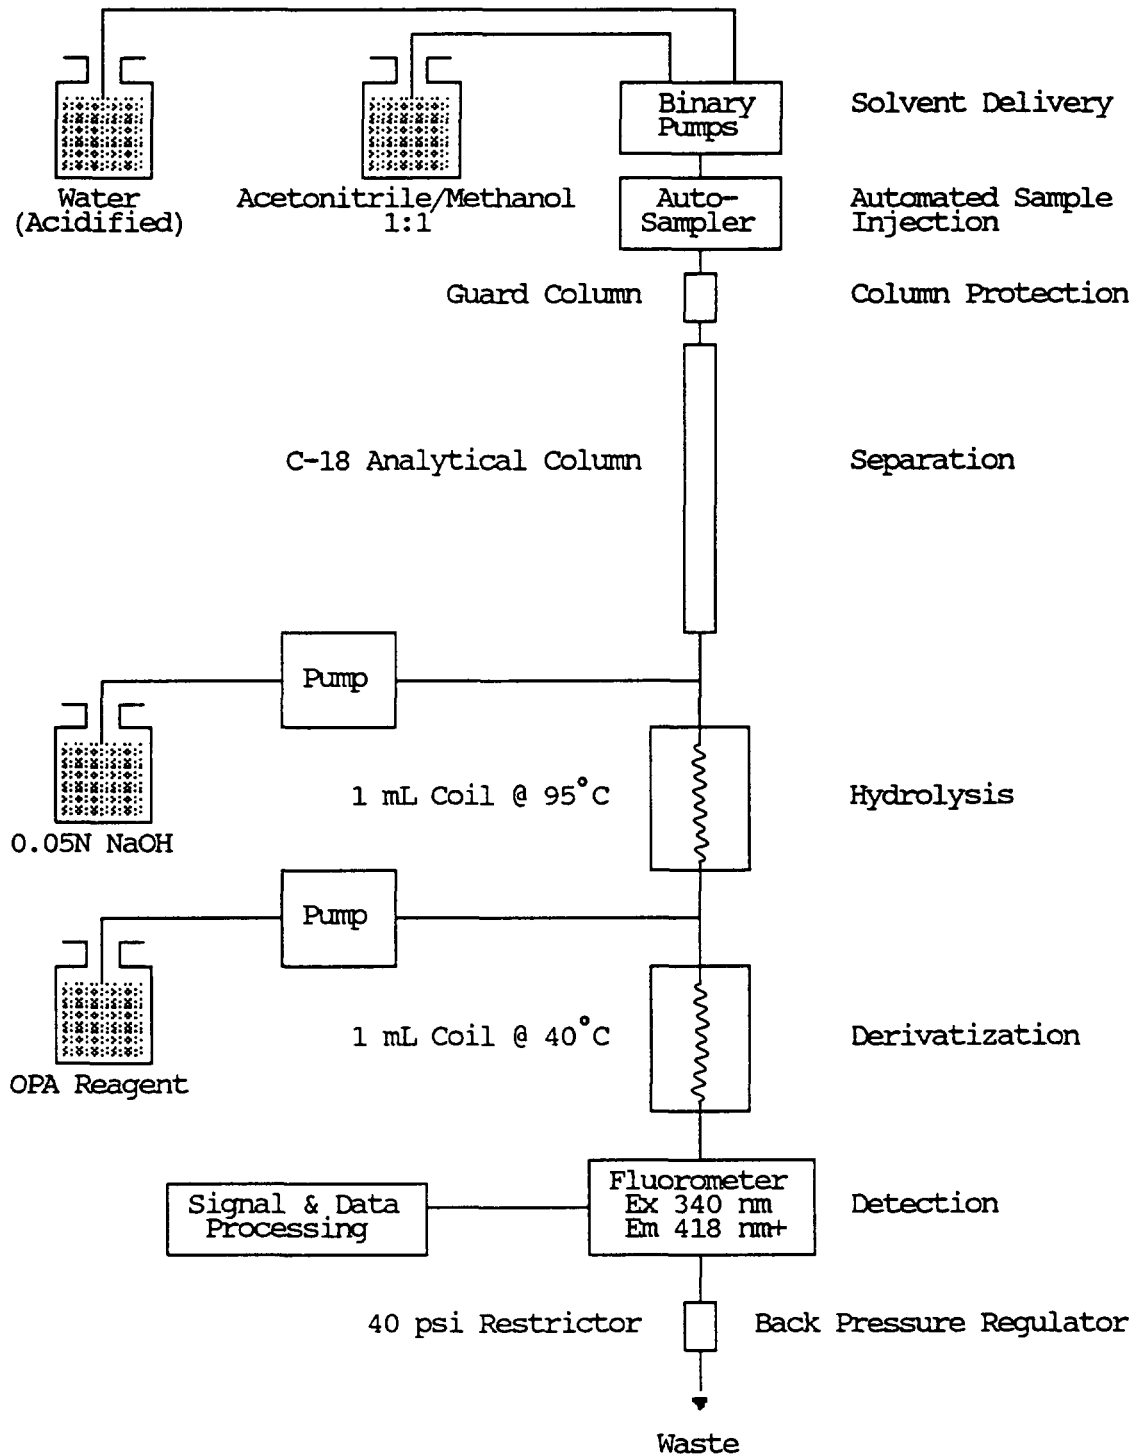 Binary
Pumps
Solvent Delivery
Water
(Acidified)
Acetonitrile/Methanol
1:1
Auto-
Sampler
Automated Sample
Injection
Guard Column
Column Protection
C-18 Analytical Column
Separation
Pump
0.05N NaOH
1 mL Coil @ 95°C
Hydrolysis
Pump
OPA Reagent
1 mL Coil @ 40°C
Derivatization
Signal & Data
Processing
Fluorometer
Ex 340 nm
Em 418 nm+
Detection
40 psi Restrictor
Back Pressure Regulator
Waste